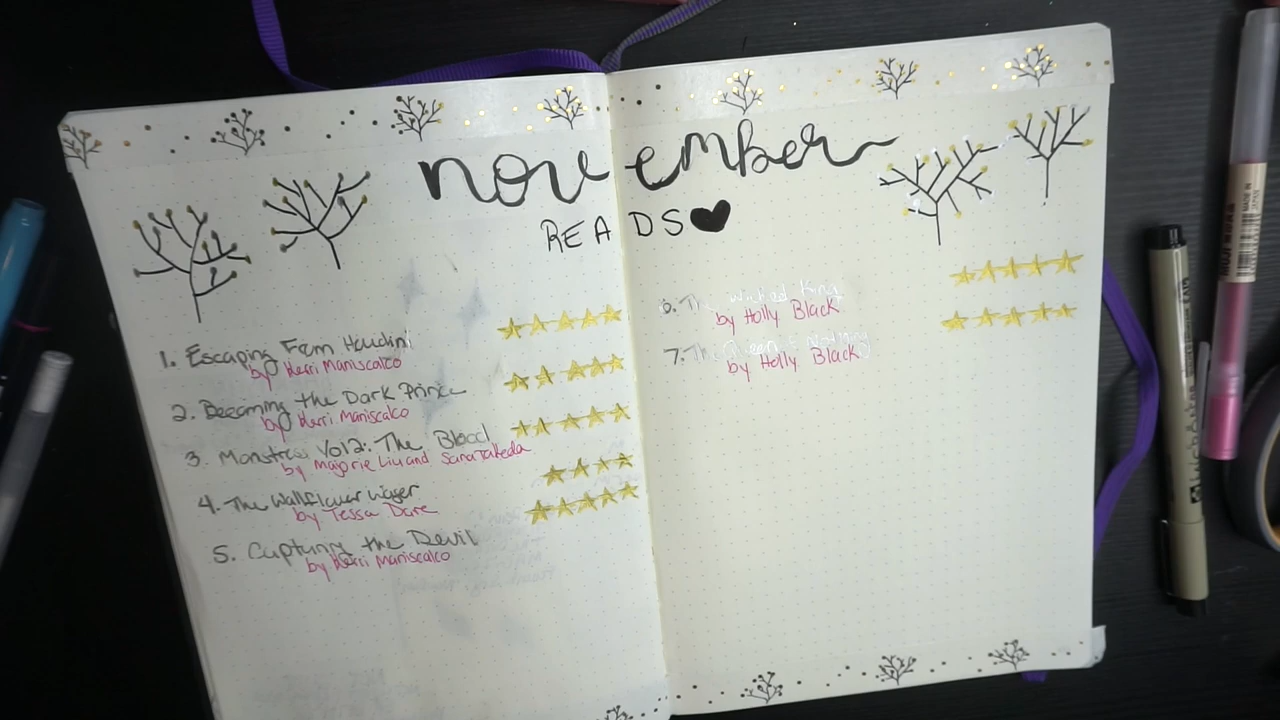 november
READS
1. Escaping From Houdini
by Kerri Maniscalco
2. Becoming the Dark Prince
by Kerri Maniscalco
3. Monstress Vol 2: The Blood
by Marjorie Liu and Sana Takeda
4. The Wallflower Wager
by Tessa Dare
5. Capturing the Devil
by Kerri Maniscalco
6. The Wicked King
by Holly Black
7. The Queen of Nothing
by Holly Black
MUJI